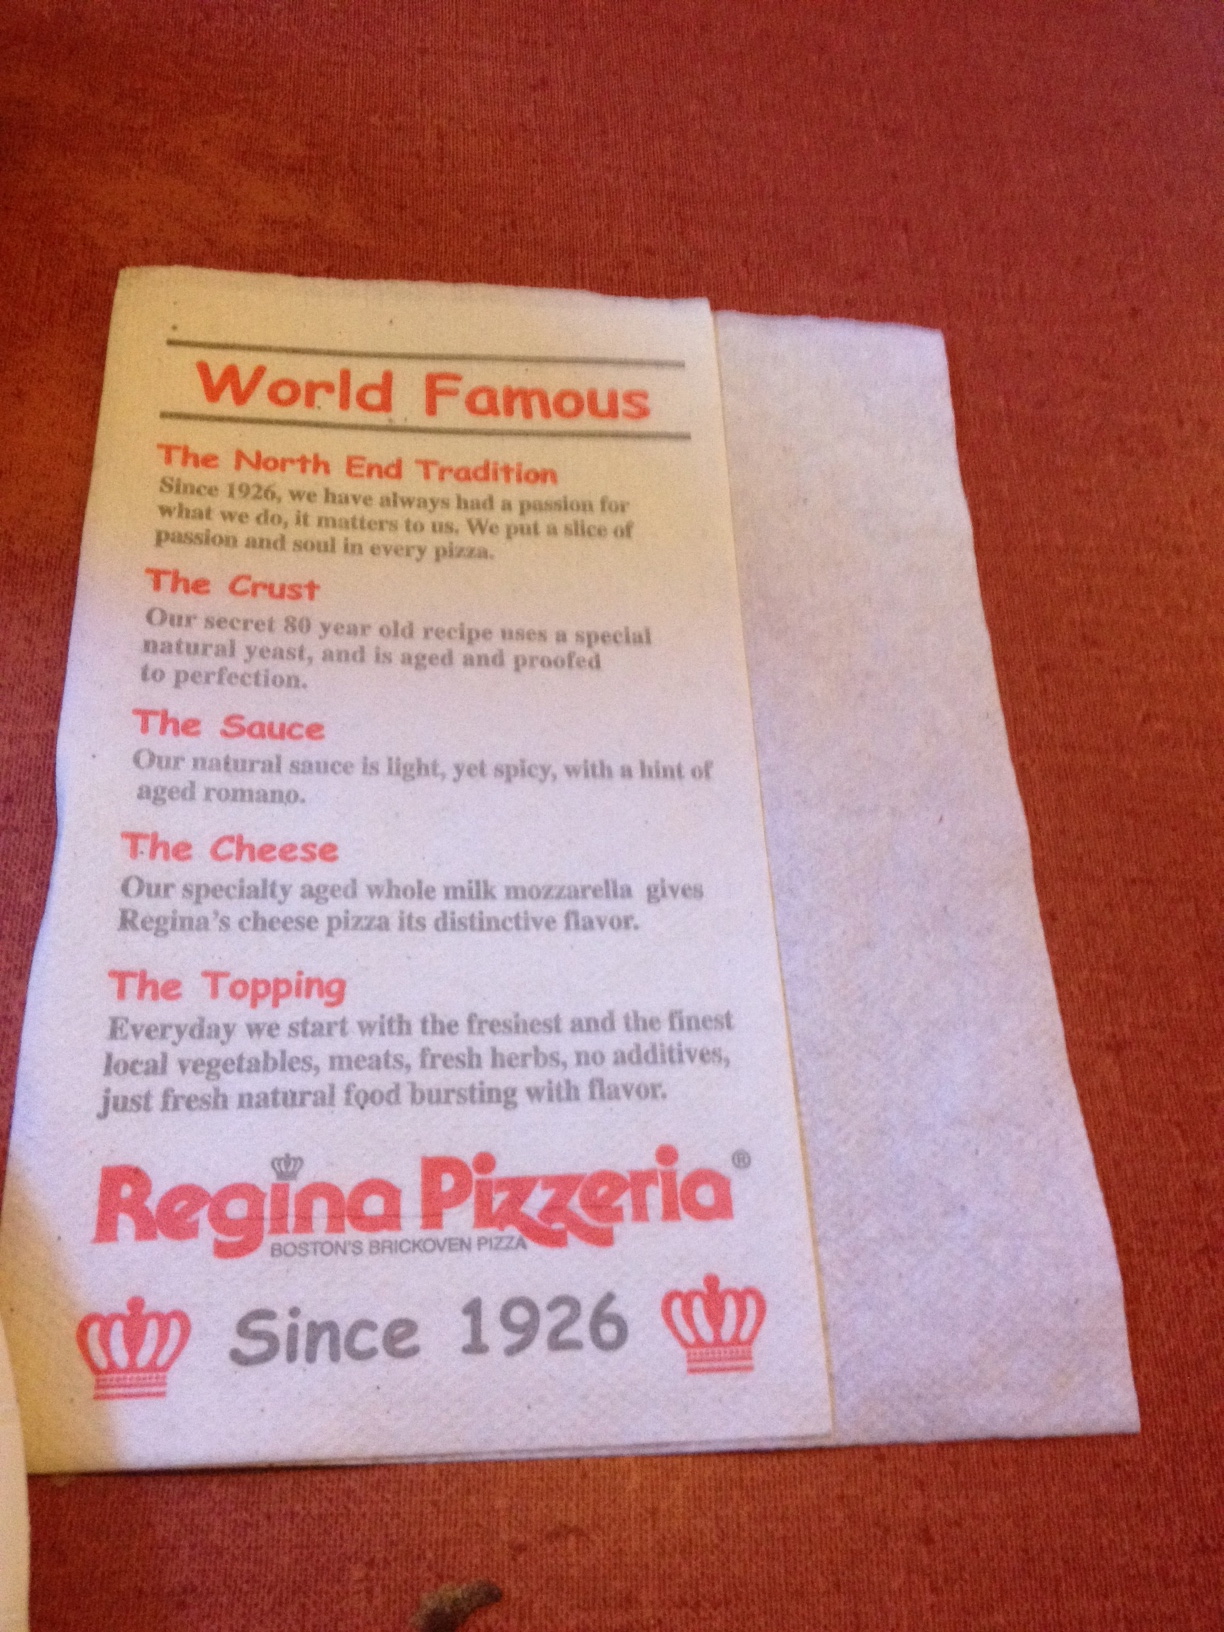 World Famous
The North End Tradition
Since 1926, we have always had a passion for
what we do, it matters to us. We put a slice of
passion and soul in every pizza.
The Crust
Our secret 80 year old recipe uses a special
natural yeast, and is aged and proofed
to perfection.
The Sauce
Our natural sauce is light, yet spicy, with a hint of
aged romano.
The Cheese
Our specialty aged whole milk mozzarella gives
Regina's cheese pizza its distinctive flavor.
The Topping
Everyday we start with the freshest and the finest
local vegetables, meats, fresh herbs, no additives,
just fresh natural food bursting with flavor.
Regina Pizzeria®
BOSTON'S BRICKOVEN PIZZA
Since 1926